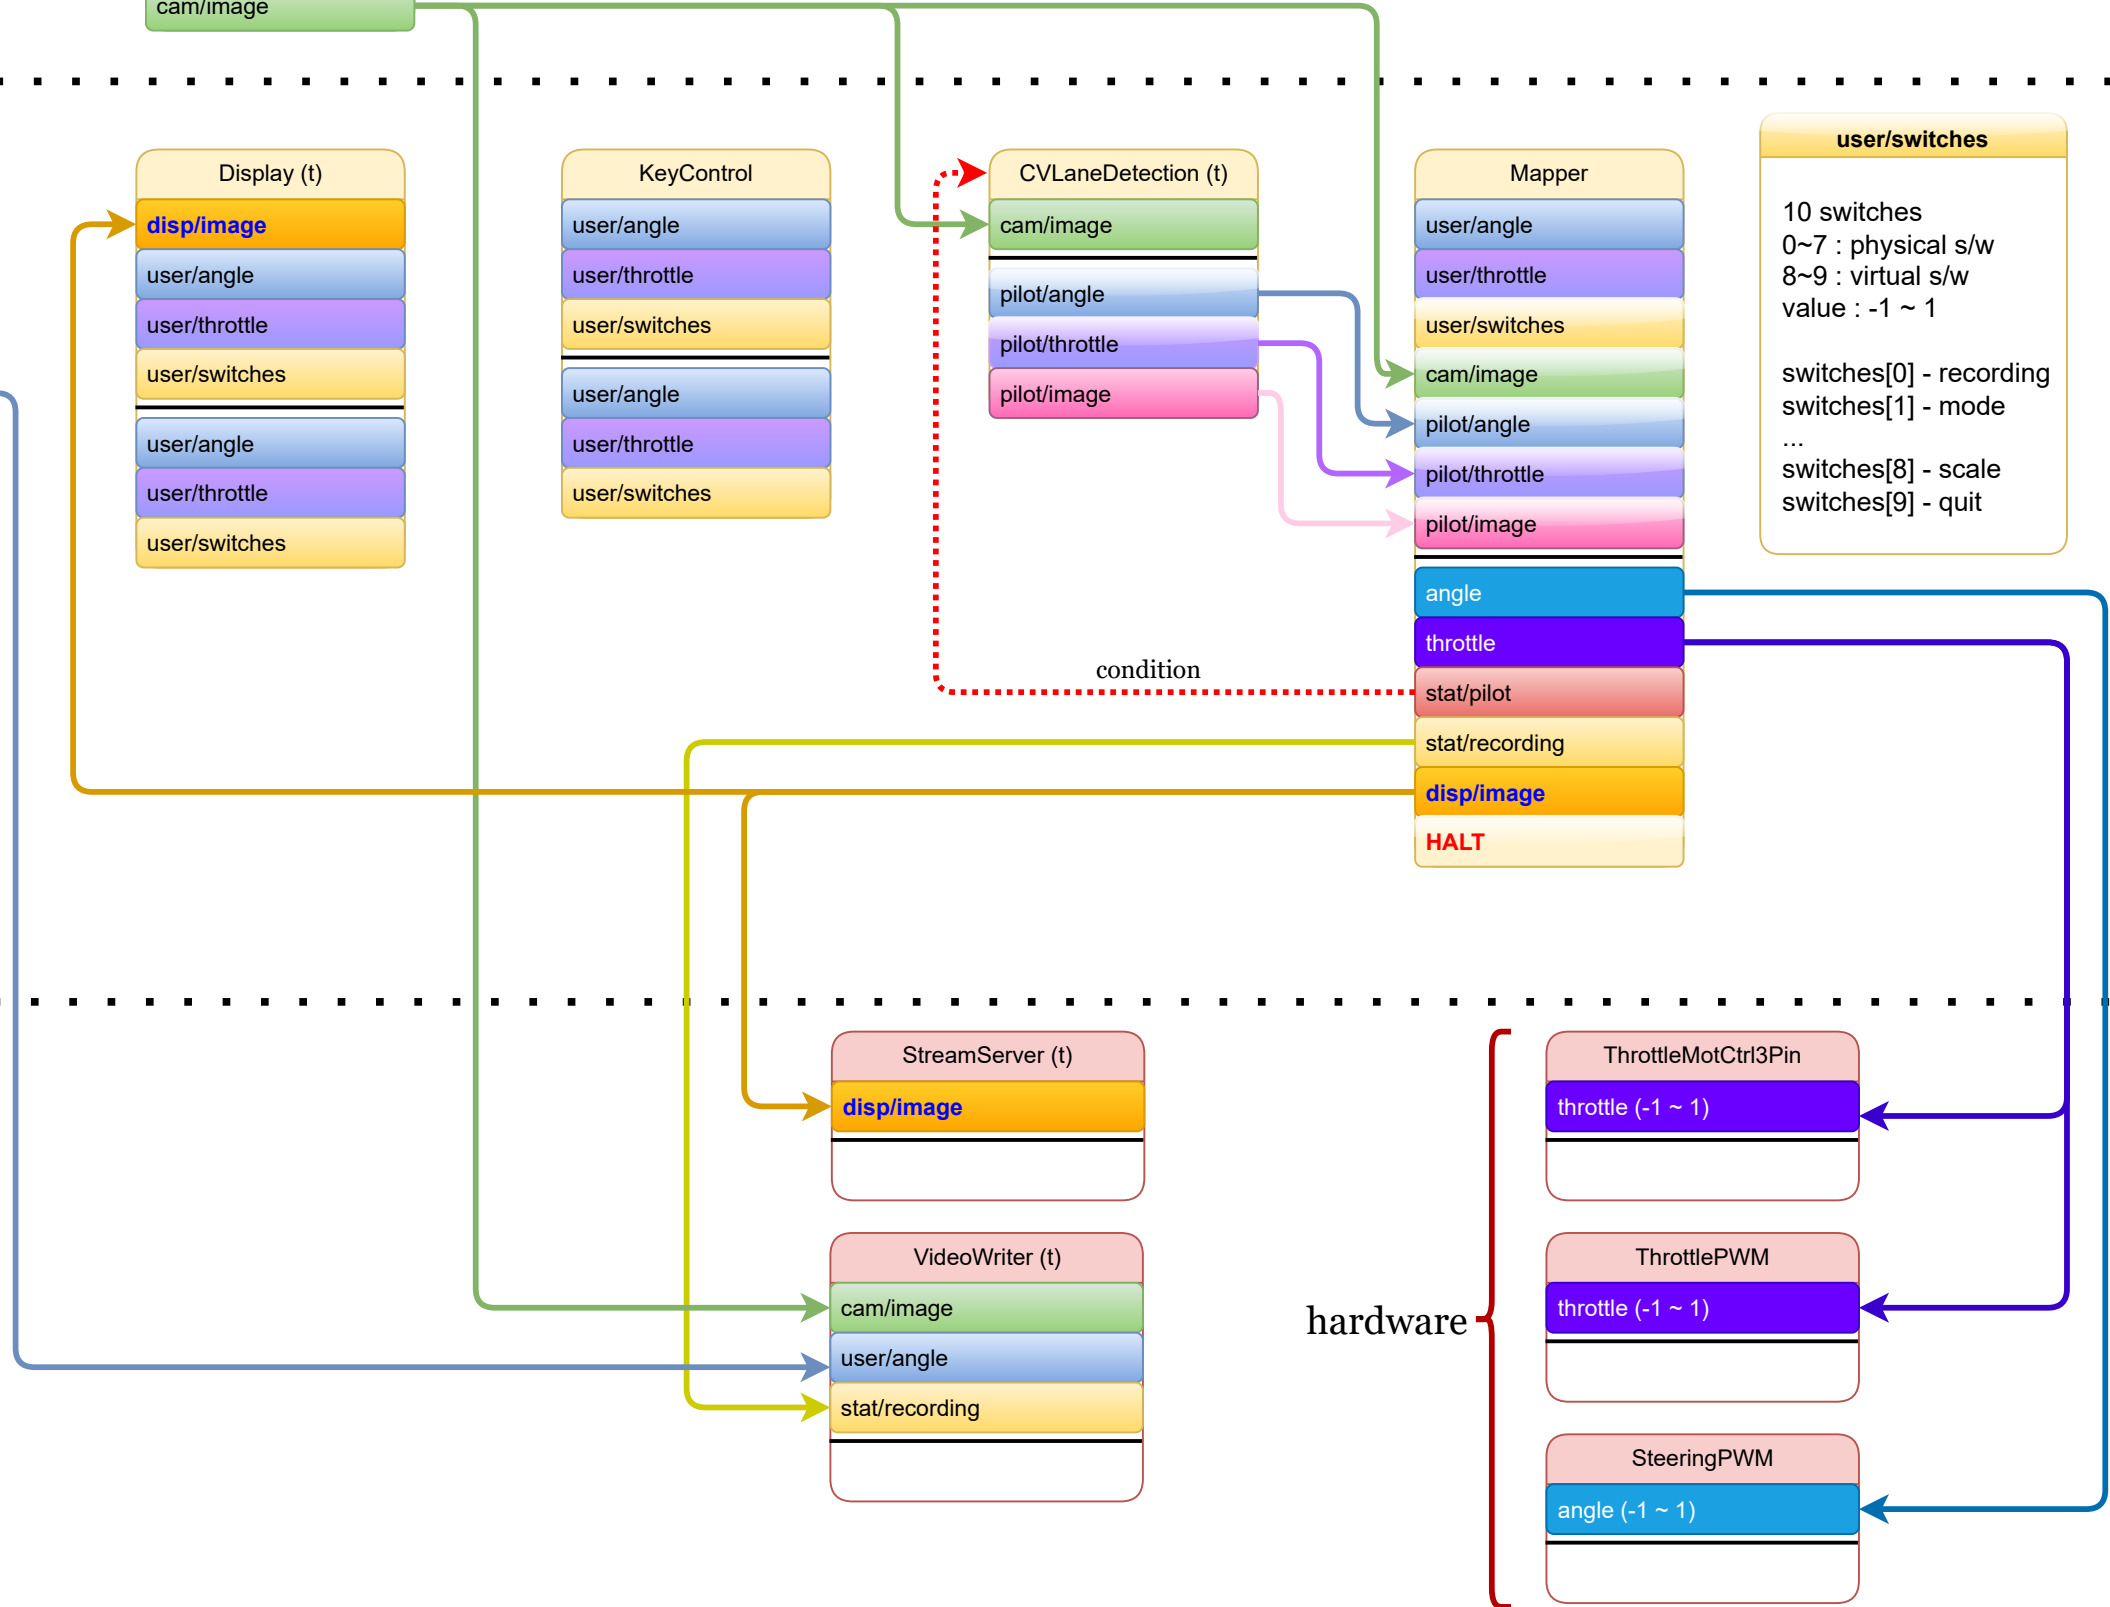 cam/image
Display (t)
disp/image
user/angle
user/throttle
user/switches
user/angle
user/throttle
user/switches
KeyControl
user/angle
user/throttle
user/switches
user/angle
user/throttle
user/switches
CVLaneDetection (t)
cam/image
pilot/angle
pilot/throttle
pilot/image
Mapper
user/angle
user/throttle
user/switches
cam/image
pilot/angle
pilot/throttle
pilot/image
angle
throttle
stat/pilot
stat/recording
disp/image
HALT
user/switches
10 switches
0~7 : physical s/w
8~9 : virtual s/w
value : -1 ~ 1
switches[0] - recording
switches[1] - mode
...
switches[8] - scale
switches[9] - quit
condition
StreamServer (t)
disp/image
VideoWriter (t)
cam/image
user/angle
stat/recording
hardware
ThrottleMotCtrl3Pin
throttle (-1 ~ 1)
ThrottlePWM
throttle (-1 ~ 1)
SteeringPWM
angle (-1 ~ 1)